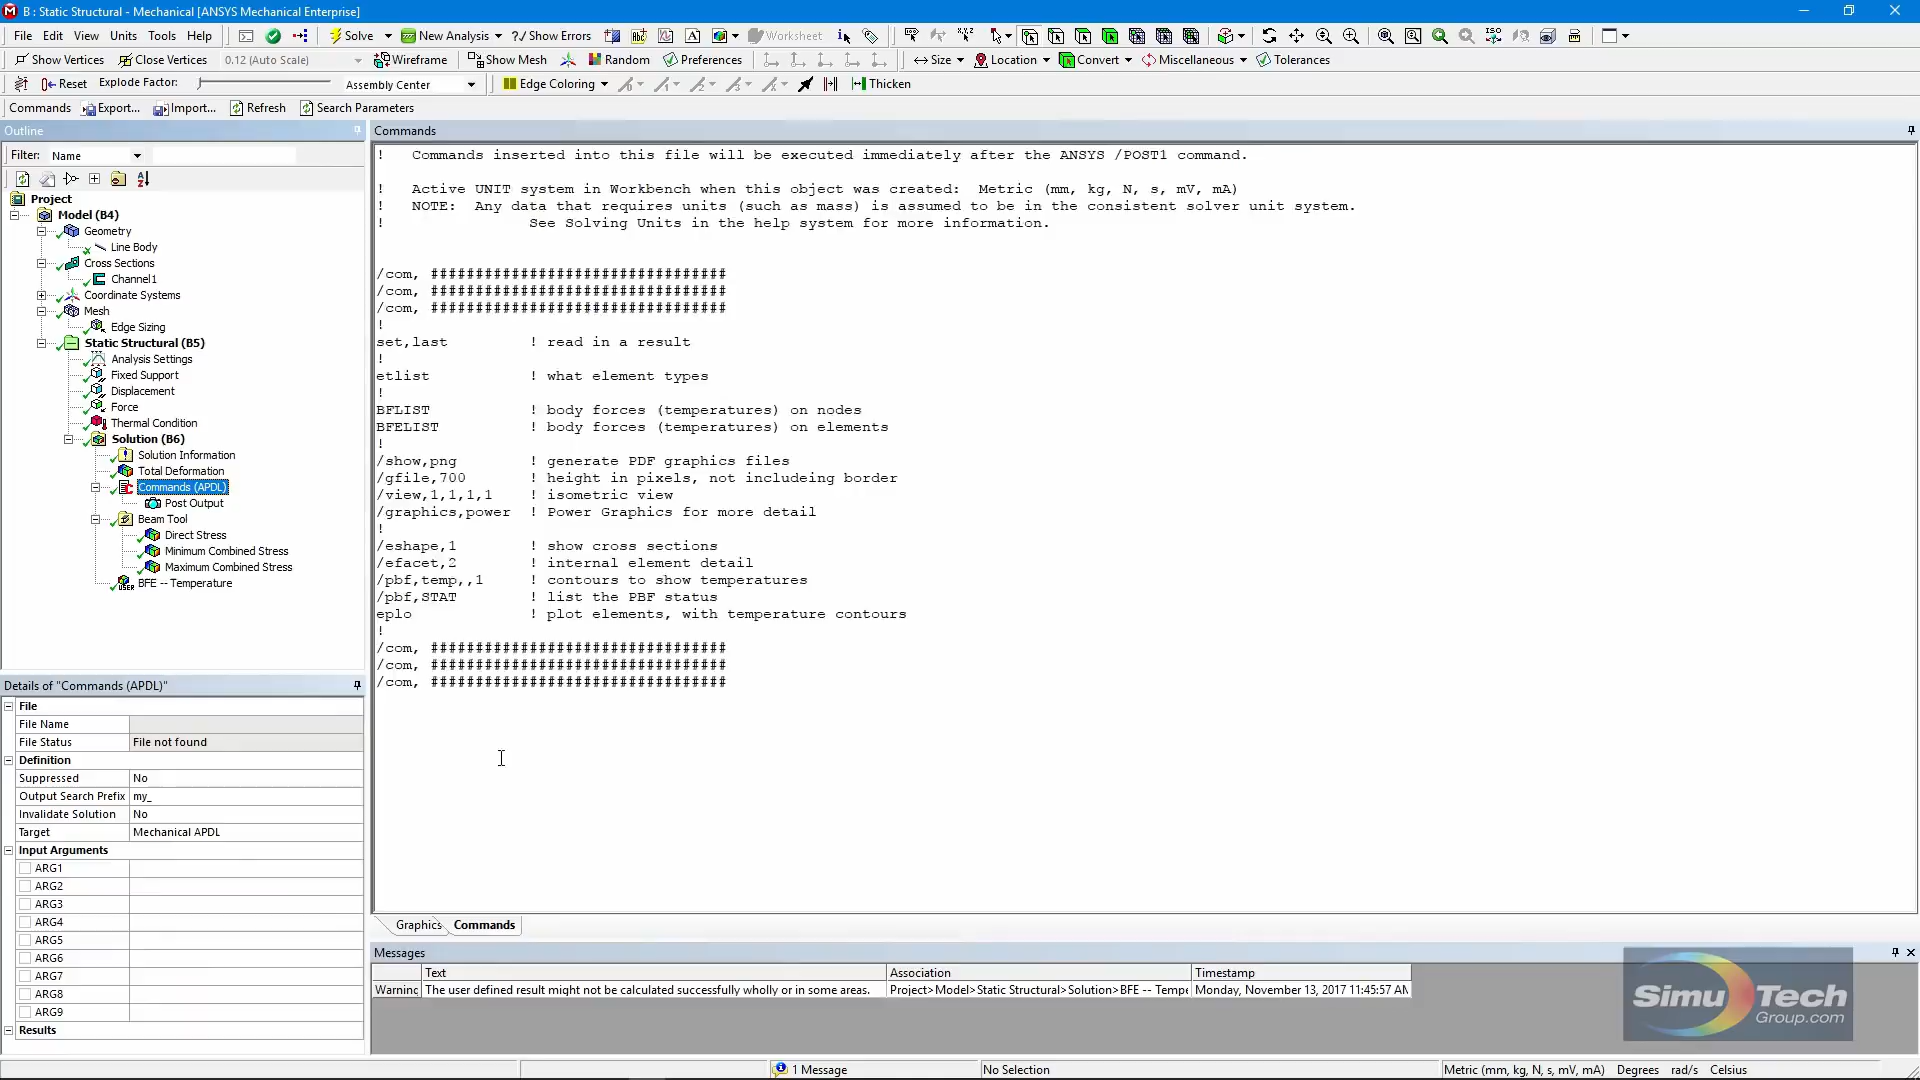 B : Static Structural - Mechanical [ANSYS Mechanical Enterprise]
File Edit View Units Tools Help Solve New Analysis ?/ Show Errors Worksheet
Show Vertices Close Vertices 0.12 (Auto Scale) Wireframe Show Mesh Random Preferences Size Location Convert Miscellaneous Tolerances
Reset Explode Factor: Assembly Center Edge Coloring Thicken
Commands Export... Import... Refresh Search Parameters
Outline
Filter: Name
Project
Model (B4)
Geometry
Line Body
Cross Sections
Channel1
Coordinate Systems
Mesh
Edge Sizing
Static Structural (B5)
Analysis Settings
Fixed Support
Displacement
Force
Thermal Condition
Solution (B6)
Solution Information
Total Deformation
Commands (APDL)
Post Output
Beam Tool
Direct Stress
Minimum Combined Stress
Maximum Combined Stress
BFE -- Temperature
Details of "Commands (APDL)"
File
File Name
File Status File not found
Definition
Suppressed No
Output Search Prefix my_
Invalidate Solution No
Target Mechanical APDL
Input Arguments
ARG1
ARG2
ARG3
ARG4
ARG5
ARG6
ARG7
ARG8
ARG9
Results
Commands
! Commands inserted into this file will be executed immediately after the ANSYS /POST1 command.
! Active UNIT system in Workbench when this object was created: Metric (mm, kg, N, s, mV, mA)
! NOTE: Any data that requires units (such as mass) is assumed to be in the consistent solver unit system.
! See Solving Units in the help system for more information.
/com, #################################
/com, #################################
/com, #################################
!
set,last ! read in a result
!
etlist ! what element types
!
BFLIST ! body forces (temperatures) on nodes
BFELIST ! body forces (temperatures) on elements
!
/show,png ! generate PDF graphics files
/gfile,700 ! height in pixels, not includeing border
/view,1,1,1,1 ! isometric view
/graphics,power ! Power Graphics for more detail
!
/eshape,1 ! show cross sections
/efacet,2 ! internal element detail
/pbf,temp,,1 ! contours to show temperatures
/pbf,STAT ! list the PBF status
eplo ! plot elements, with temperature contours
!
/com, #################################
/com, #################################
/com, #################################
Graphics Commands
Messages
Text Association Timestamp
Warning The user defined result might not be calculated successfully wholly or in some areas. Project>Model>Static Structural>Solution>BFE -- Tempe Monday, November 13, 2017 11:45:57 AM
SimuTech
Group.com
1 Message No Selection Metric (mm, kg, N, s, mV, mA) Degrees rad/s Celsius